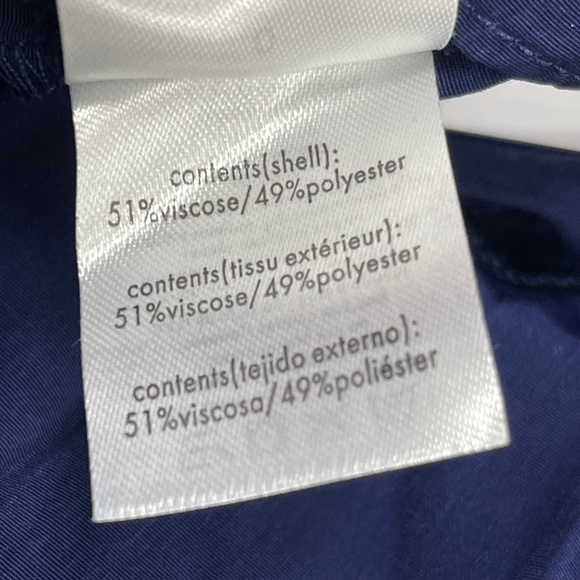 contents(shell):
51%viscose/49%polyester
contents(tissu extérieur):
51%viscose/49%polyester
contents(tejido externo):
51%viscosa/49%poliéster